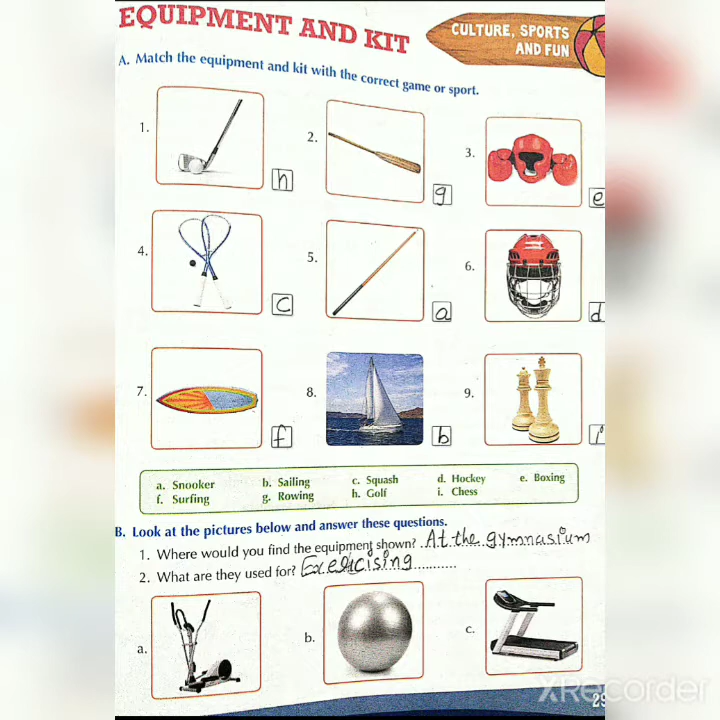 EQUIPMENT AND KIT
CULTURE, SPORTS
AND FUN
A. Match the equipment and kit with the correct game or sport.
1. h
2. g
3. e
4. c
5. a
6. d
7. f
8. b
9. i
a. Snooker b. Sailing c. Squash d. Hockey e. Boxing
f. Surfing g. Rowing h. Golf i. Chess
B. Look at the pictures below and answer these questions.
1. Where would you find the equipment shown? At the gymnasium
2. What are they used for? Exercising
a. b. c.
29
XRecorder